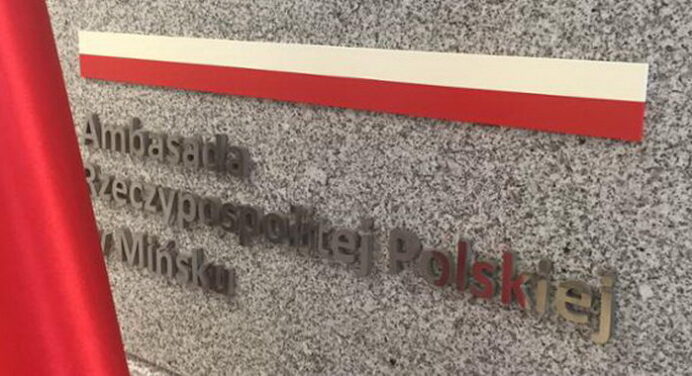 Ambasada
Rzeczypospolitej Polskiej
w Mińsku